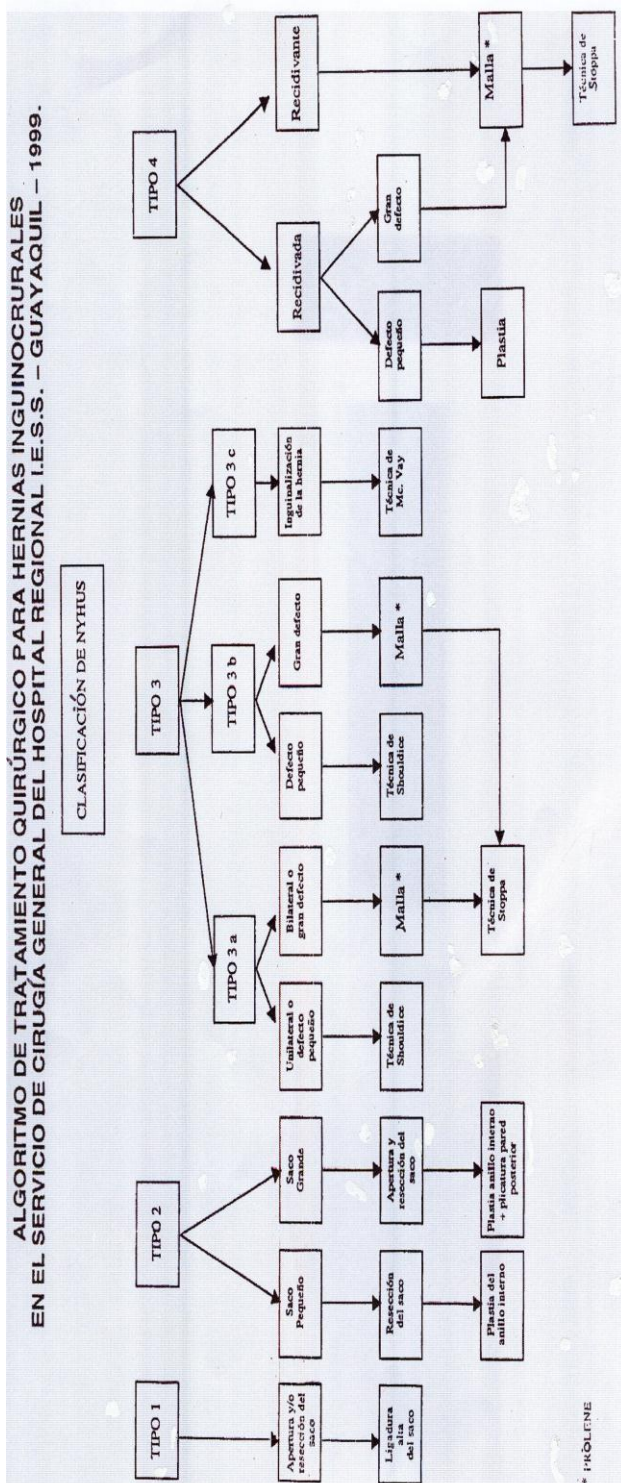 ALGORITMO DE TRATAMIENTO QUIRÚRGICO PARA HERNIAS INGUINOCRURALES
EN EL SERVICIO DE CIRUGÍA GENERAL DEL HOSPITAL REGIONAL I.E.S.S. – GUAYAQUIL – 1999.
CLASIFICACIÓN DE NYHUS
TIPO 1
Apertura y/o
resección del
saco
Ligadura
alta
del saco
TIPO 2
Saco
Pequeño
Resección
del saco
Plastia del
anillo interno
Saco
Grande
Apertura y
resección del
saco
Plastia anillo interno
+ plicatura pared
posterior
TIPO 3
TIPO 3 a
Unilateral o
defecto
pequeño
Técnica de
Shouldice
Bilateral o
gran defecto
Malla *
Técnica de
Stoppa
TIPO 3 b
Defecto
pequeño
Técnica de
Shouldice
Gran defecto
Malla *
TIPO 3 c
Inguinalización
de la hernia
Técnica de
Mc. Vay
TIPO 4
Recidivada
Defecto
pequeño
Plastia
Gran
defecto
Recidivante
Malla *
Técnica de
Stoppa
* PROLENE